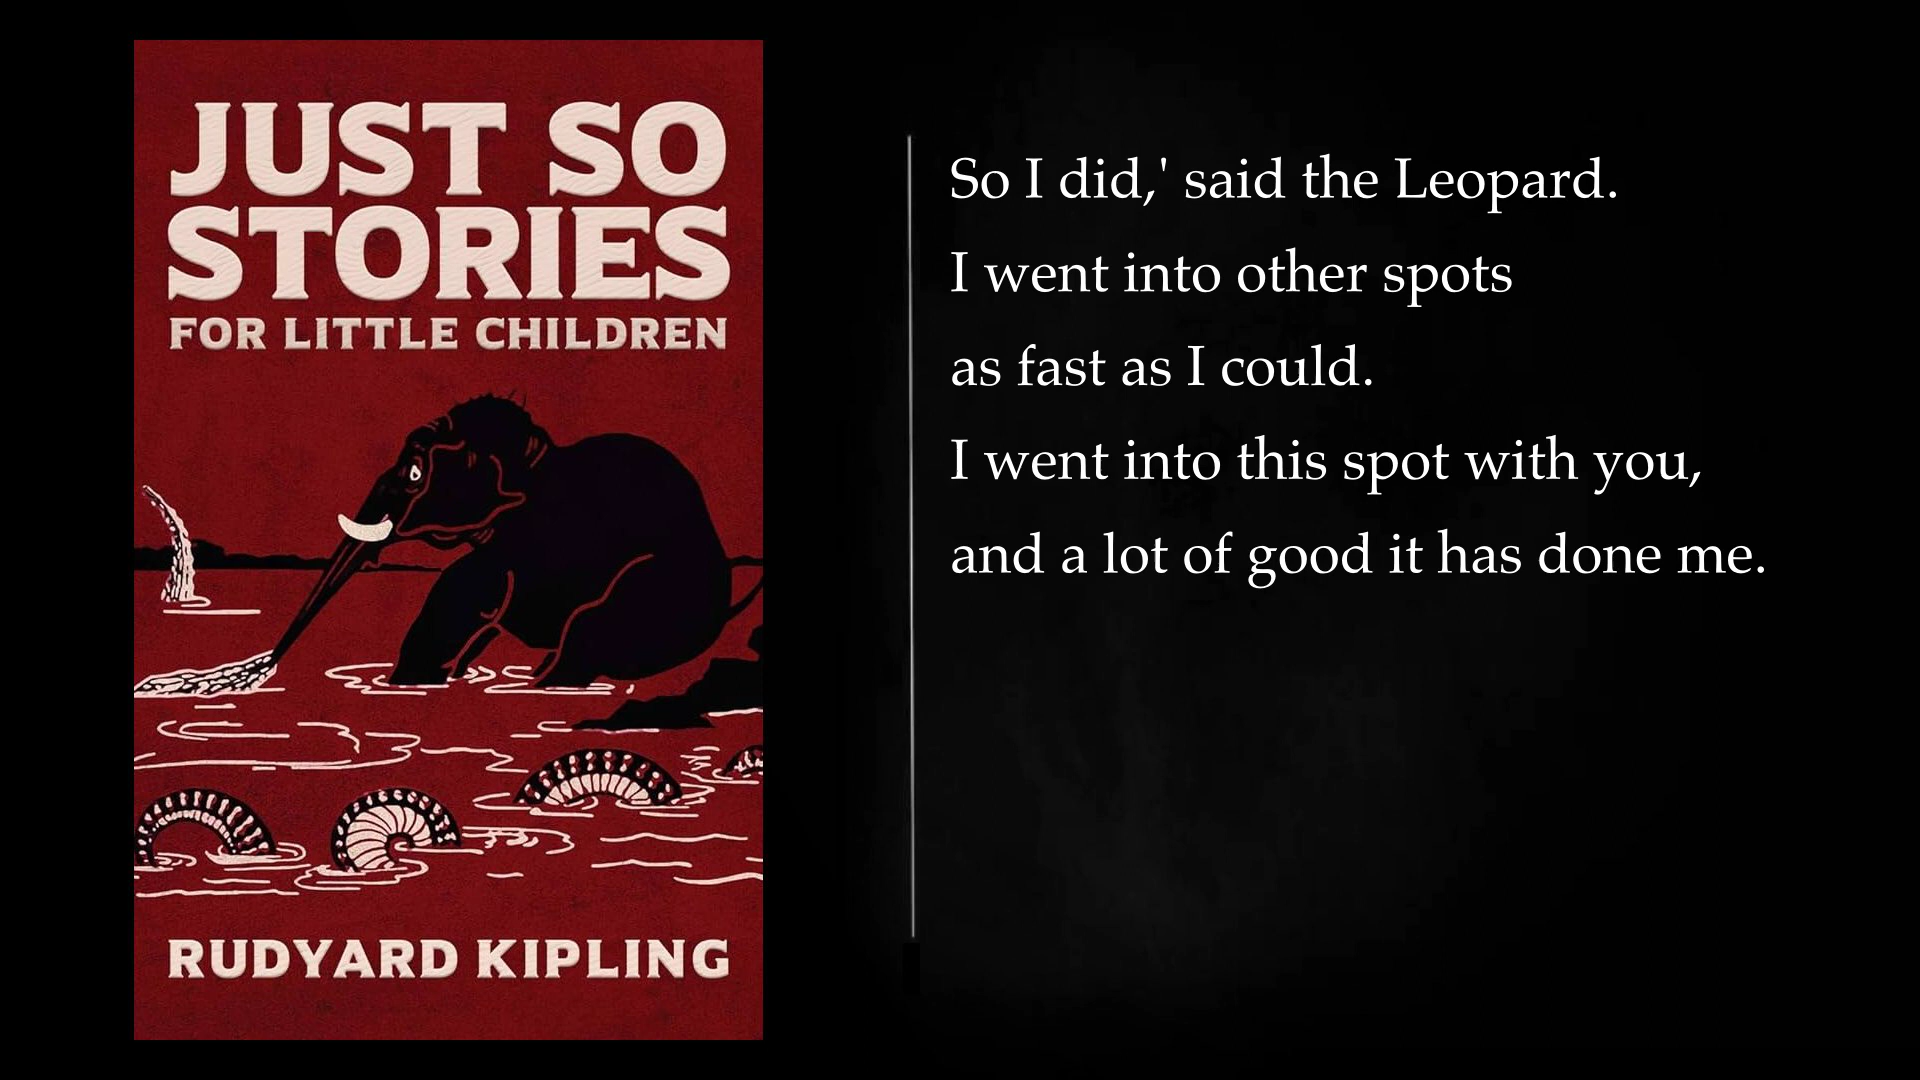 JUST SO
STORIES
FOR LITTLE CHILDREN
RUDYARD KIPLING
So I did,' said the Leopard.
I went into other spots
as fast as I could.
I went into this spot with you,
and a lot of good it has done me.